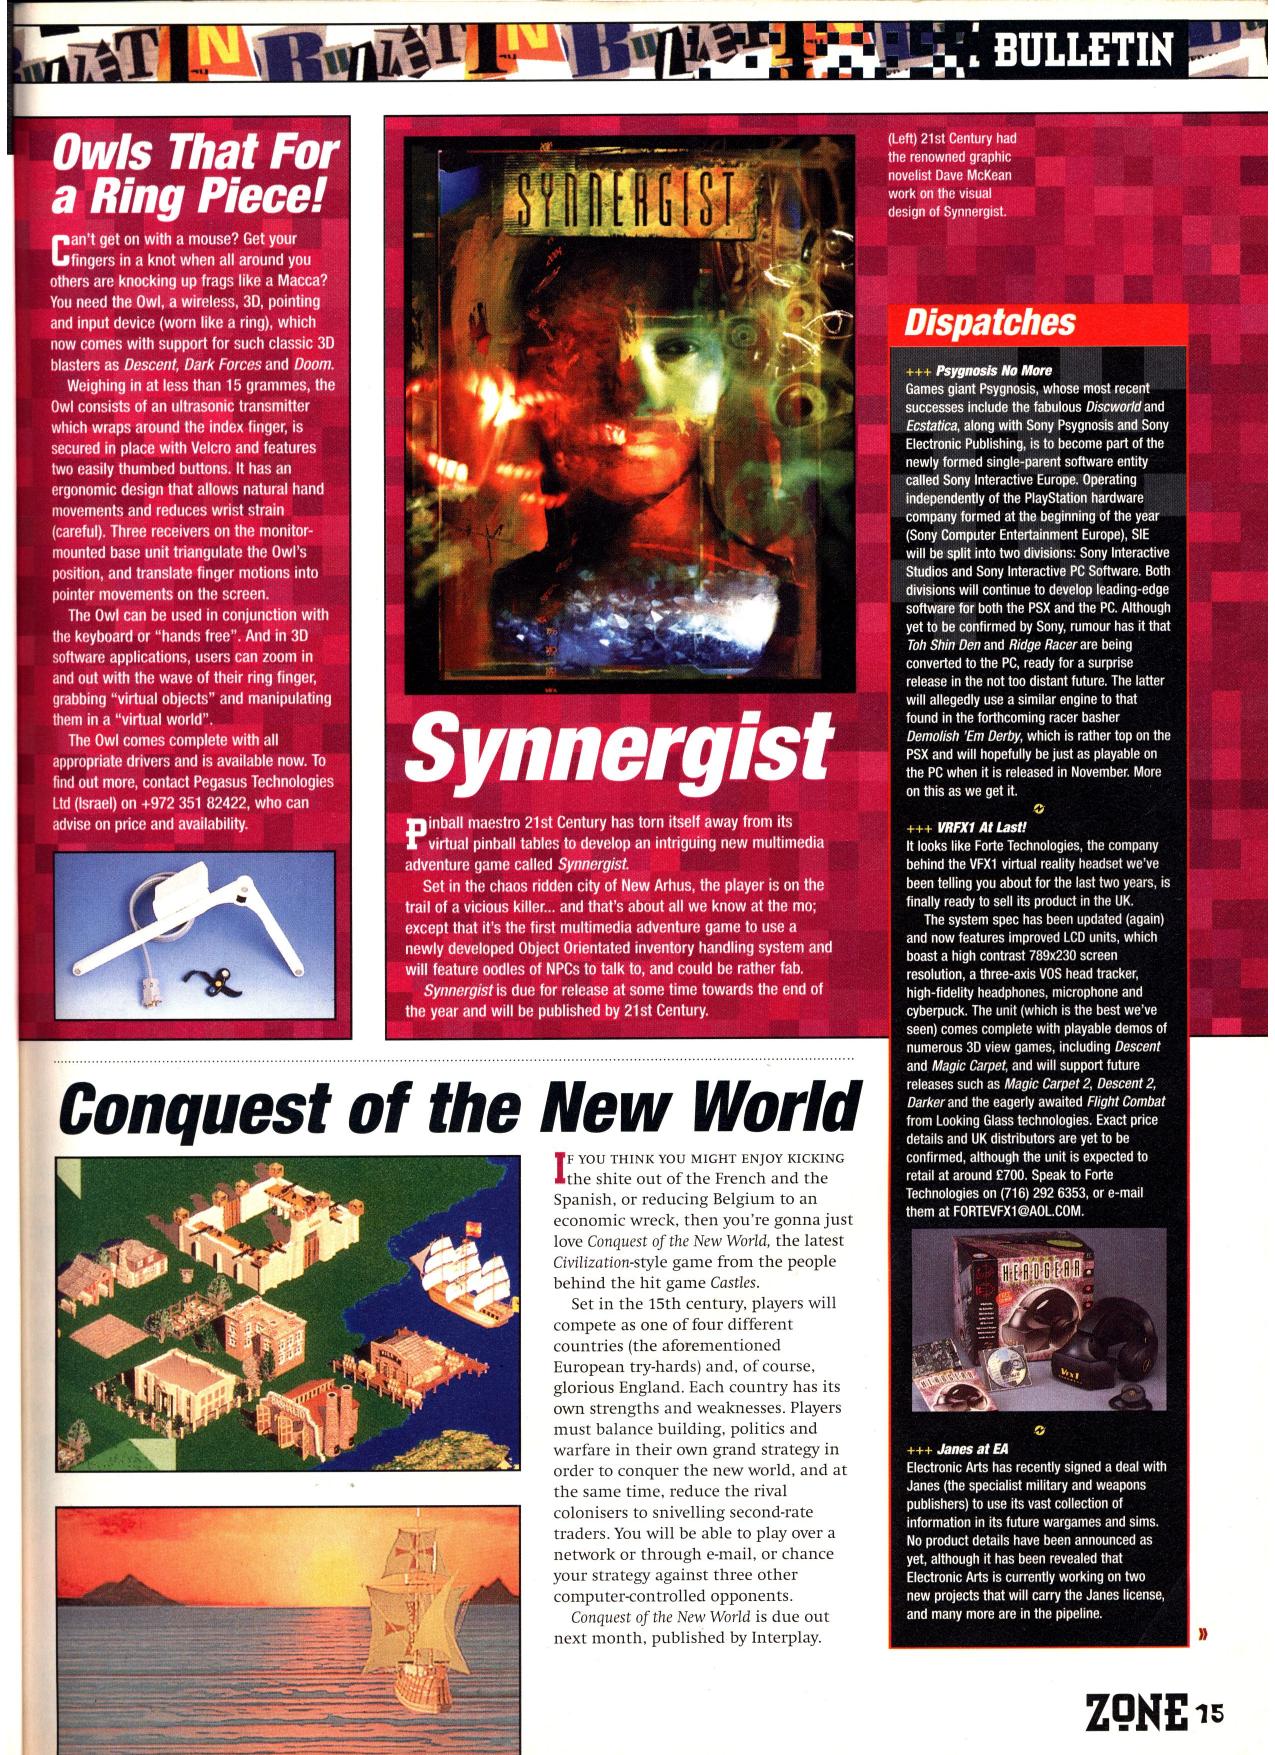 BULLETIN
Owls That For
a Ring Piece!
Can't get on with a mouse? Get your
fingers in a knot when all around you
others are knocking up frags like a Macca?
You need the Owl, a wireless, 3D, pointing
and input device (worn like a ring), which
now comes with support for such classic 3D
blasters as Descent, Dark Forces and Doom.
Weighing in at less than 15 grammes, the
Owl consists of an ultrasonic transmitter
which wraps around the index finger, is
secured in place with Velcro and features
two easily thumbed buttons. It has an
ergonomic design that allows natural hand
movements and reduces wrist strain
(careful). Three receivers on the monitor-
mounted base unit triangulate the Owl's
position, and translate finger motions into
pointer movements on the screen.
The Owl can be used in conjunction with
the keyboard or "hands free". And in 3D
software applications, users can zoom in
and out with the wave of their ring finger,
grabbing "virtual objects" and manipulating
them in a "virtual world".
The Owl comes complete with all
appropriate drivers and is available now. To
find out more, contact Pegasus Technologies
Ltd (Israel) on +972 351 82422, who can
advise on price and availability.
SYNNERGIST
(Left) 21st Century had
the renowned graphic
novelist Dave McKean
work on the visual
design of Synnergist.
Synnergist
Pinball maestro 21st Century has torn itself away from its
virtual pinball tables to develop an intriguing new multimedia
adventure game called Synnergist.
Set in the chaos ridden city of New Arhus, the player is on the
trail of a vicious killer... and that's about all we know at the mo;
except that it's the first multimedia adventure game to use a
newly developed Object Orientated inventory handling system and
will feature oodles of NPCs to talk to, and could be rather fab.
Synnergist is due for release at some time towards the end of
the year and will be published by 21st Century.
Conquest of the New World
IF YOU THINK YOU MIGHT ENJOY KICKING
the shite out of the French and the
Spanish, or reducing Belgium to an
economic wreck, then you're gonna just
love Conquest of the New World, the latest
Civilization-style game from the people
behind the hit game Castles.
Set in the 15th century, players will
compete as one of four different
countries (the aforementioned
European try-hards) and, of course,
glorious England. Each country has its
own strengths and weaknesses. Players
must balance building, politics and
warfare in their own grand strategy in
order to conquer the new world, and at
the same time, reduce the rival
colonisers to snivelling second-rate
traders. You will be able to play over a
network or through e-mail, or chance
your strategy against three other
computer-controlled opponents.
Conquest of the New World is due out
next month, published by Interplay.
Dispatches
+++ Psygnosis No More
Games giant Psygnosis, whose most recent
successes include the fabulous Discworld and
Ecstatica, along with Sony Psygnosis and Sony
Electronic Publishing, is to become part of the
newly formed single-parent software entity
called Sony Interactive Europe. Operating
independently of the PlayStation hardware
company formed at the beginning of the year
(Sony Computer Entertainment Europe), SIE
will be split into two divisions: Sony Interactive
Studios and Sony Interactive PC Software. Both
divisions will continue to develop leading-edge
software for both the PSX and the PC. Although
yet to be confirmed by Sony, rumour has it that
Toh Shin Den and Ridge Racer are being
converted to the PC, ready for a surprise
release in the not too distant future. The latter
will allegedly use a similar engine to that
found in the forthcoming racer basher
Demolish 'Em Derby, which is rather top on the
PSX and will hopefully be just as playable on
the PC when it is released in November. More
on this as we get it.
+++ VRFX1 At Last!
It looks like Forte Technologies, the company
behind the VFX1 virtual reality headset we've
been telling you about for the last two years, is
finally ready to sell its product in the UK.
The system spec has been updated (again)
and now features improved LCD units, which
boast a high contrast 789x230 screen
resolution, a three-axis VOS head tracker,
high-fidelity headphones, microphone and
cyberpuck. The unit (which is the best we've
seen) comes complete with playable demos of
numerous 3D view games, including Descent
and Magic Carpet, and will support future
releases such as Magic Carpet 2, Descent 2,
Darker and the eagerly awaited Flight Combat
from Looking Glass technologies. Exact price
details and UK distributors are yet to be
confirmed, although the unit is expected to
retail at around £700. Speak to Forte
Technologies on (716) 292 6353, or e-mail
them at FORTEVFX1@AOL.COM.
HEADGEAR
+++ Janes at EA
Electronic Arts has recently signed a deal with
Janes (the specialist military and weapons
publishers) to use its vast collection of
information in its future wargames and sims.
No product details have been announced as
yet, although it has been revealed that
Electronic Arts is currently working on two
new projects that will carry the Janes license,
and many more are in the pipeline.
»
ZONE 15